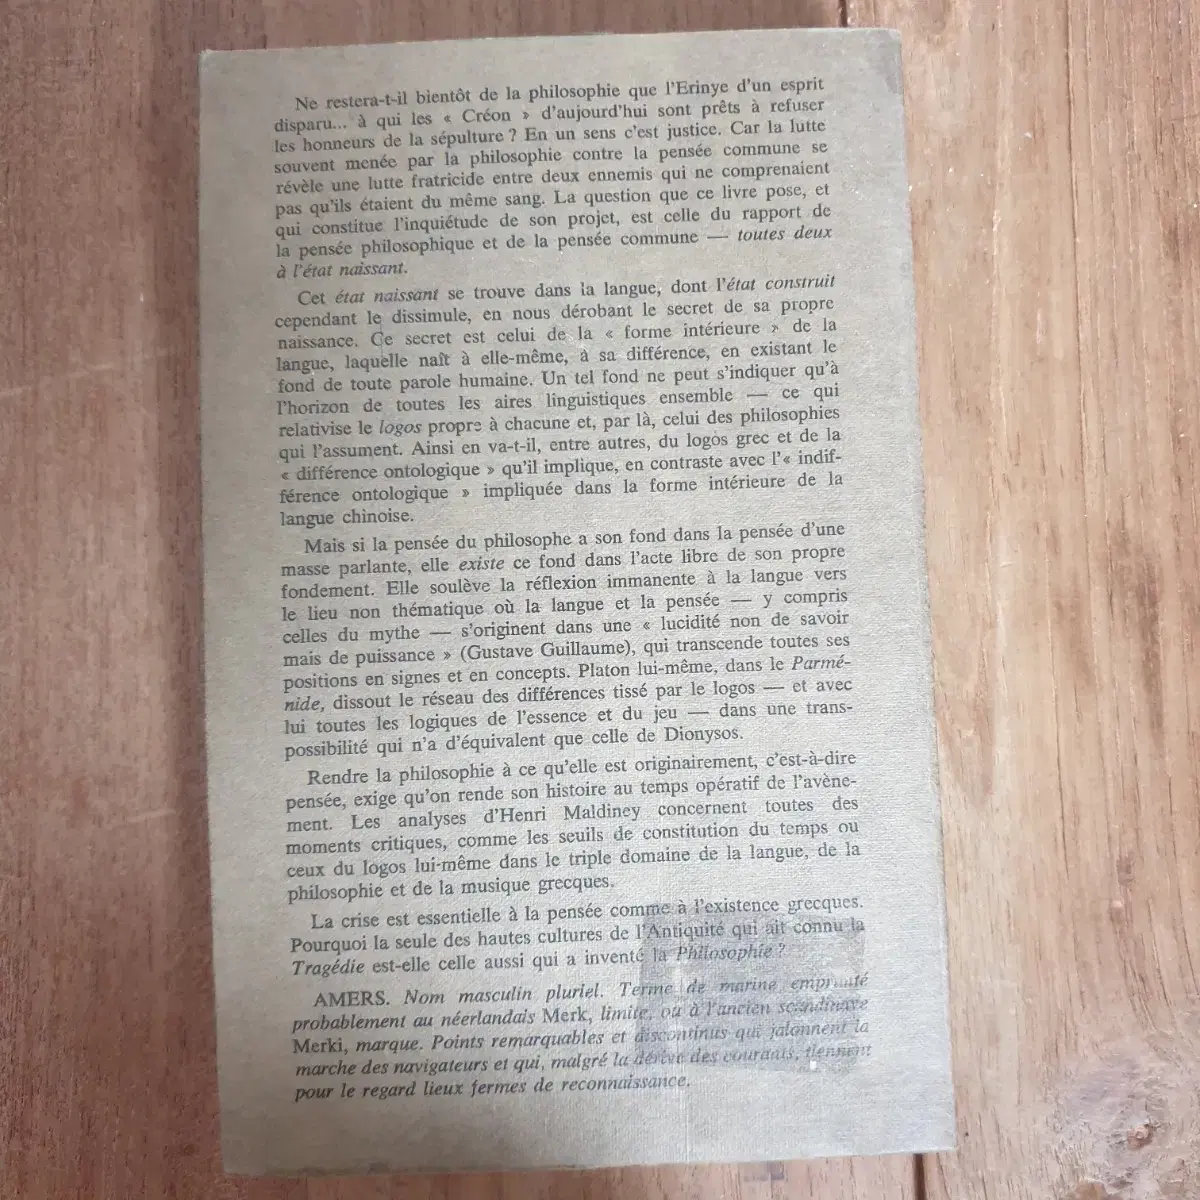 Ne restera-t-il bientôt de la philosophie que l'Erinye d'un esprit
disparu... à qui les « Créon » d'aujourd'hui sont prêts à refuser
les honneurs de la sépulture ? En un sens c'est justice. Car la lutte
souvent menée par la philosophie contre la pensée commune se
révèle une lutte fratricide entre deux ennemis qui ne comprenaient
pas qu'ils étaient du même sang. La question que ce livre pose, et
qui constitue l'inquiétude de son projet, est celle du rapport de
la pensée philosophique et de la pensée commune — toutes deux
à l'état naissant.
Cet état naissant se trouve dans la langue, dont l'état construit
cependant le dissimule, en nous dérobant le secret de sa propre
naissance. Ce secret est celui de la « forme intérieure » de la
langue, laquelle naît à elle-même, à sa différence, en existant le
fond de toute parole humaine. Un tel fond ne peut s'indiquer qu'à
l'horizon de toutes les aires linguistiques ensemble — ce qui
relativise le logos propre à chacune et, par là, celui des philosophies
qui l'assument. Ainsi en va-t-il, entre autres, du logos grec et de la
« différence ontologique » qu'il implique, en contraste avec l'« indif-
férence ontologique » impliquée dans la forme intérieure de la
langue chinoise.
Mais si la pensée du philosophe a son fond dans la pensée d'une
masse parlante, elle existe ce fond dans l'acte libre de son propre
fondement. Elle soulève la réflexion immanente à la langue vers
le lieu non thématique où la langue et la pensée — y compris
celles du mythe — s'originent dans une « lucidité non de savoir
mais de puissance » (Gustave Guillaume), qui transcende toutes ses
positions en signes et en concepts. Platon lui-même, dans le Parmé-
nide, dissout le réseau des différences tissé par le logos — et avec
lui toutes les logiques de l'essence et du jeu — dans une trans-
possibilité qui n'a d'équivalent que celle de Dionysos.
Rendre la philosophie à ce qu'elle est originairement, c'est-à-dire
pensée, exige qu'on rende son histoire au temps opératif de l'avène-
ment. Les analyses d'Henri Maldiney concernent toutes des
moments critiques, comme les seuils de constitution du temps ou
ceux du logos lui-même dans le triple domaine de la langue, de la
philosophie et de la musique grecques.
La crise est essentielle à la pensée comme à l'existence grecques.
Pourquoi la seule des hautes cultures de l'Antiquité qui ait connu la
Tragédie est-elle celle aussi qui a inventé la Philosophie ?
AMERS. Nom masculin pluriel. Terme de marine emprunté
probablement au néerlandais Merk, limite, ou à l'ancien scandinave
Merki, marque. Points remarquables et discontinus qui jalonnent la
marche des navigateurs et qui, malgré la dérive des courants, tiennent
pour le regard lieux fermes de reconnaissance.